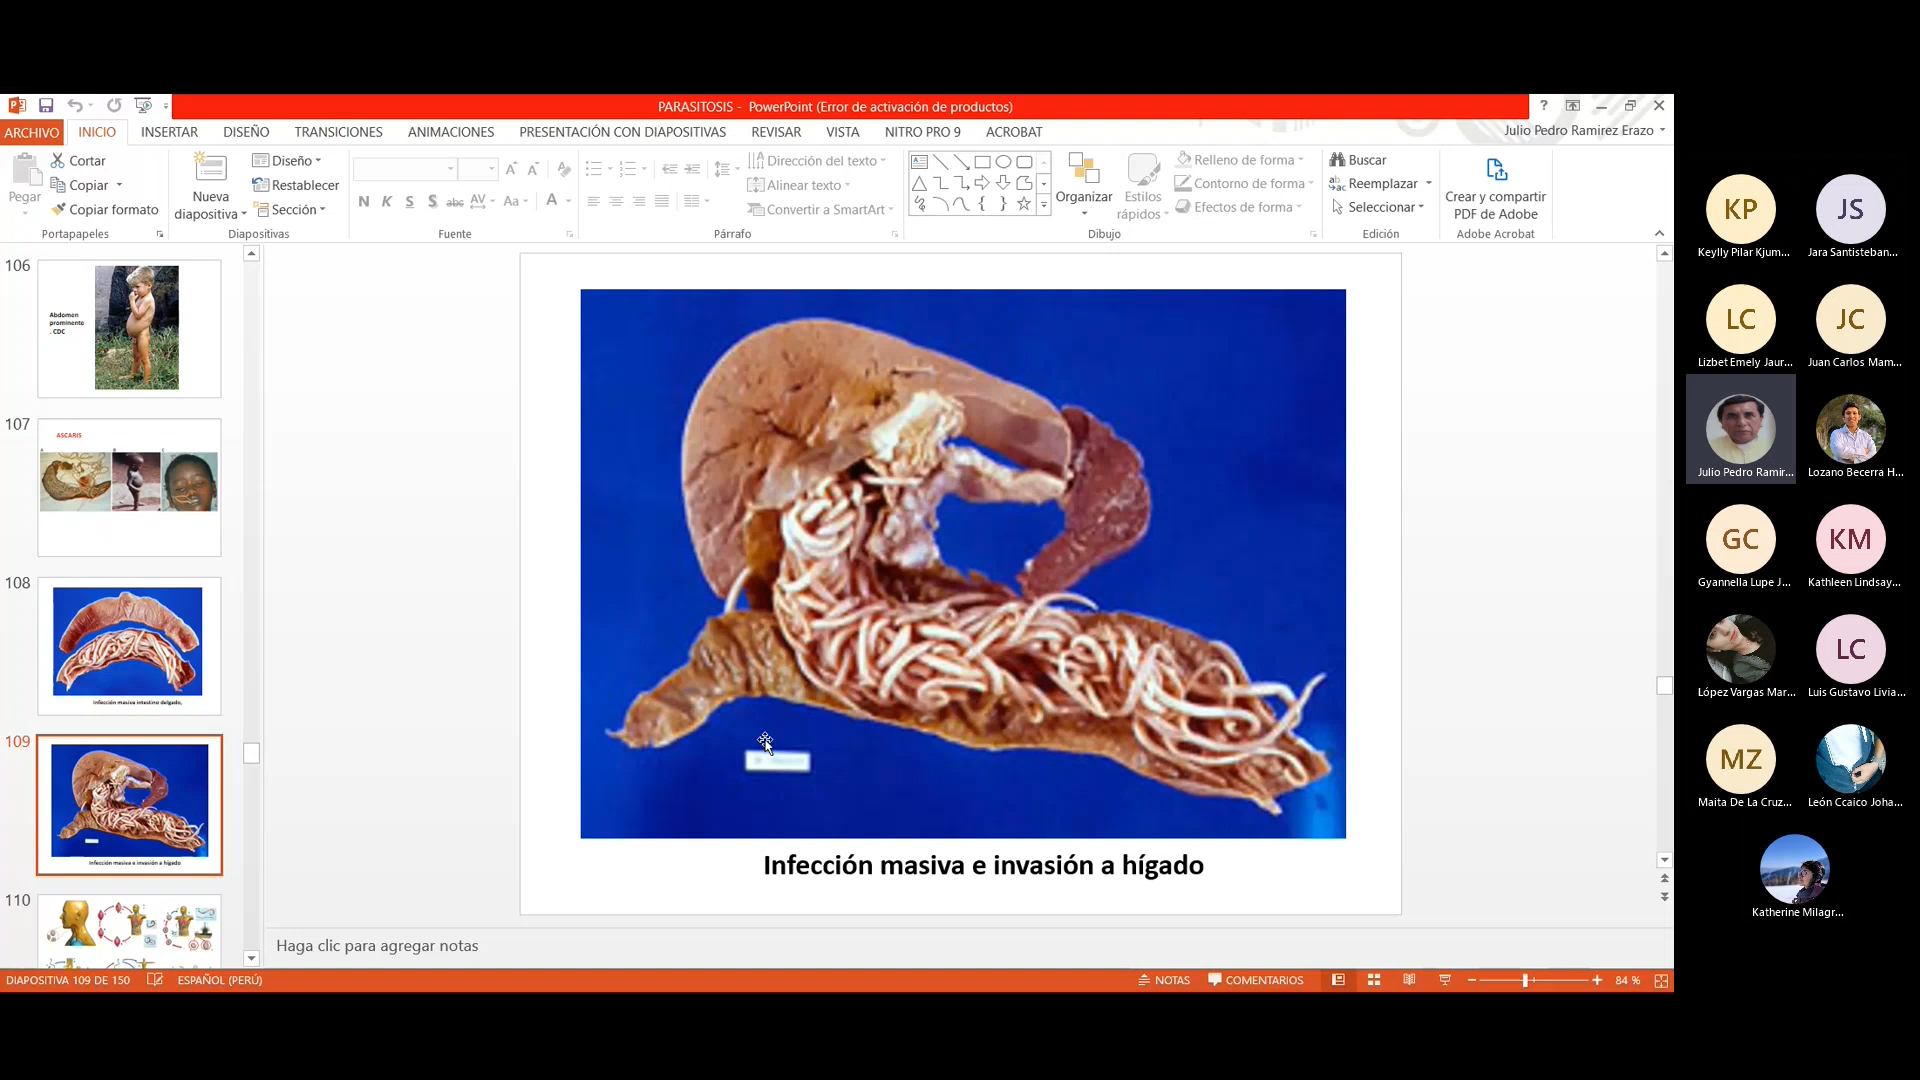 PARASITOSIS - PowerPoint (Error de activación de productos)
ARCHIVO INICIO INSERTAR DISEÑO TRANSICIONES ANIMACIONES PRESENTACIÓN CON DIAPOSITIVAS REVISAR VISTA NITRO PRO 9 ACROBAT
Julio Pedro Ramirez Erazo
Pegar
Cortar
Copiar
Copiar formato
Portapapeles
Nueva
diapositiva
Diseño
Restablecer
Sección
Diapositivas
N K S S abc AV Aa A
Fuente
Dirección del texto
Alinear texto
Convertir a SmartArt
Párrafo
Organizar
Estilos
rápidos
Relleno de forma
Contorno de forma
Efectos de forma
Dibujo
Buscar
Reemplazar
Seleccionar
Edición
Crear y compartir
PDF de Adobe
Adobe Acrobat
106
Abdomen
prominente
. CDC
107
ASCARIS
108
Infección masiva intestino delgado,
109
Infección masiva e invasión a hígado
110
Infección masiva e invasión a hígado
Haga clic para agregar notas
DIAPOSITIVA 109 DE 150 ESPAÑOL (PERÚ) NOTAS COMENTARIOS 84 %
KP
Keylly Pilar Kjum...
JS
Jara Santisteban...
LC
Lizbet Emely Jaur...
JC
Juan Carlos Mam...
Julio Pedro Ramir...
Lozano Becerra H...
GC
Gyannella Lupe J...
KM
Kathleen Lindsay...
López Vargas Mar...
LC
Luis Gustavo Livia...
MZ
Maita De La Cruz...
León Ccaico Joha...
Katherine Milagr...